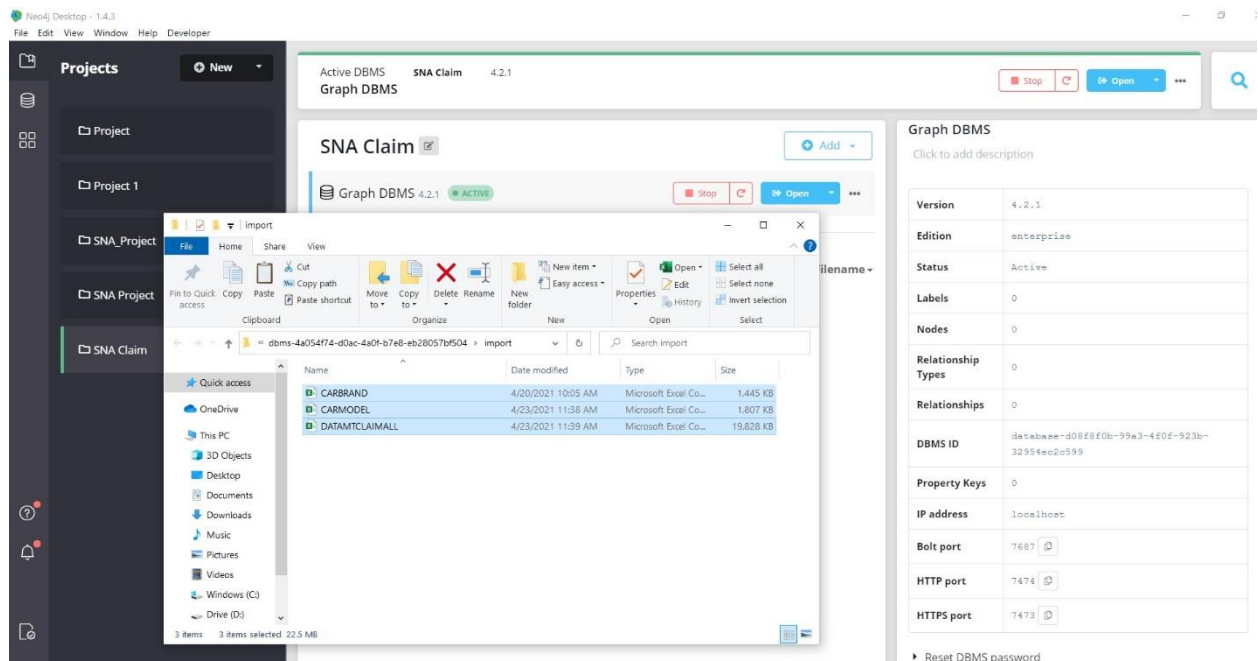 Neo4j Desktop - 1.4.3
File Edit View Window Help Developer
Projects
New
Project
Project 1
SNA_Project
SNA Project
SNA Claim
Active DBMS SNA Claim 4.2.1
Graph DBMS
Stop
Open
SNA Claim
Add
Graph DBMS 4.2.1 ACTIVE
Stop
Open
Filename
import
File Home Share View
Pin to Quick access
Copy
Paste
Cut
Copy path
Paste shortcut
Clipboard
Move to
Copy to
Delete
Rename
Organize
New folder
New item
Easy access
New
Properties
Open
Edit
History
Open
Select all
Select none
Invert selection
Select
« dbms-4a054f74-d0ac-4a0f-b7e8-eb28057bf504 › import
Search import
Name Date modified Type Size
CARBRAND 4/20/2021 10:05 AM Microsoft Excel Co... 1,445 KB
CARMODEL 4/23/2021 11:38 AM Microsoft Excel Co... 1,807 KB
DATAMTCLAIMALL 4/23/2021 11:39 AM Microsoft Excel Co... 19,828 KB
Quick access
OneDrive
This PC
3D Objects
Desktop
Documents
Downloads
Music
Pictures
Videos
Windows (C:)
Drive (D:)
3 items 3 items selected 22.5 MB
Graph DBMS
Click to add description
Version 4.2.1
Edition enterprise
Status Active
Labels 0
Nodes 0
Relationship Types 0
Relationships 0
DBMS ID database-d08f8f0b-99a3-4f0f-923b-
32954ec2c599
Property Keys 0
IP address localhost
Bolt port 7687
HTTP port 7474
HTTPS port 7473
Reset DBMS password